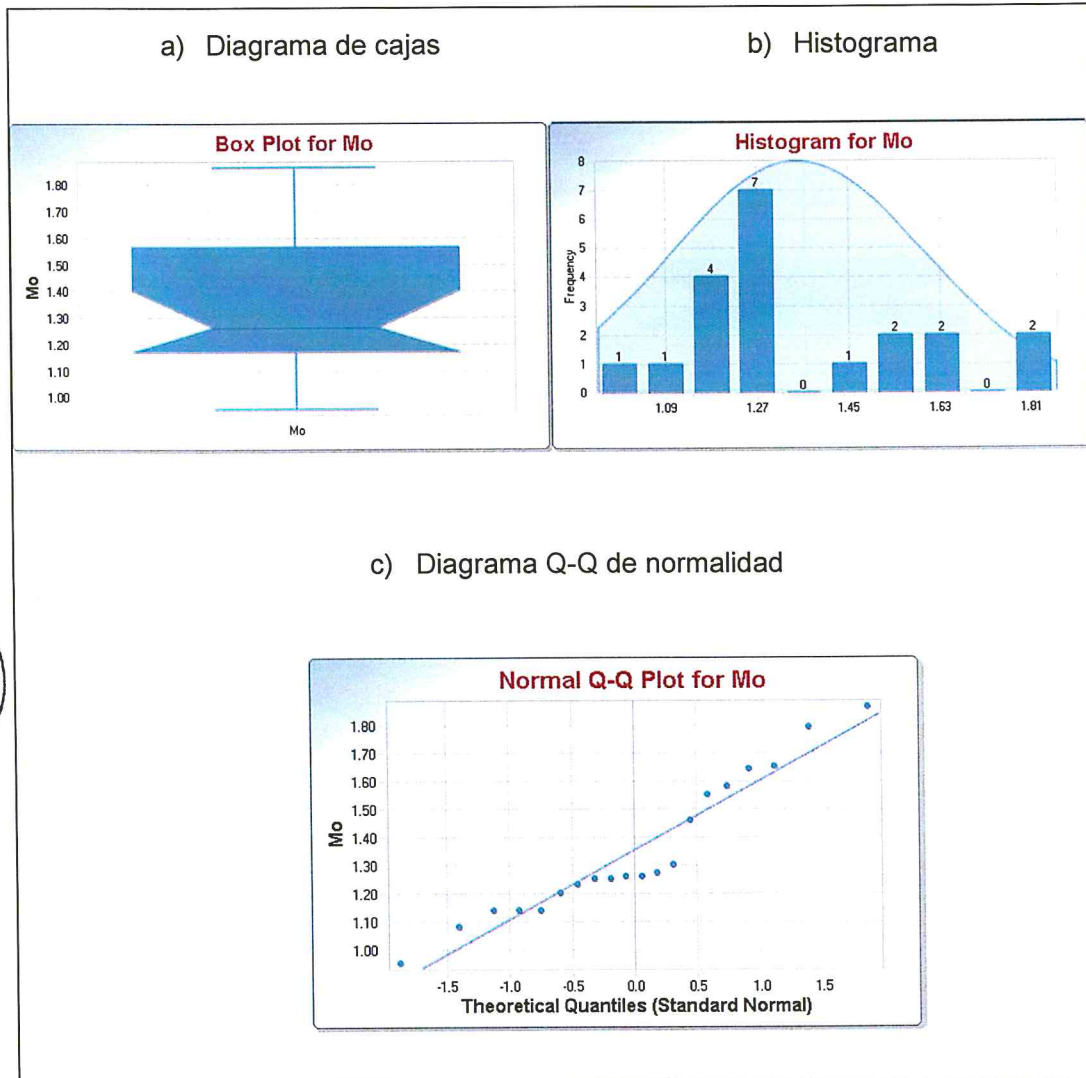 a) Diagrama de cajas
b) Histograma
Box Plot for Mo
1.80
1.70
1.60
1.50
1.40
1.30
1.20
1.10
1.00
Mo
Mo
Histogram for Mo
8
7
6
5
4
3
2
1
0
Frequency
1 1 4 7 0 1 2 2 0 2
1.09 1.27 1.45 1.63 1.81
c) Diagrama Q-Q de normalidad
Normal Q-Q Plot for Mo
1.80
1.70
1.60
1.50
1.40
1.30
1.20
1.10
1.00
Mo
-1.5 -1.0 -0.5 0.0 0.5 1.0 1.5
Theoretical Quantiles (Standard Normal)